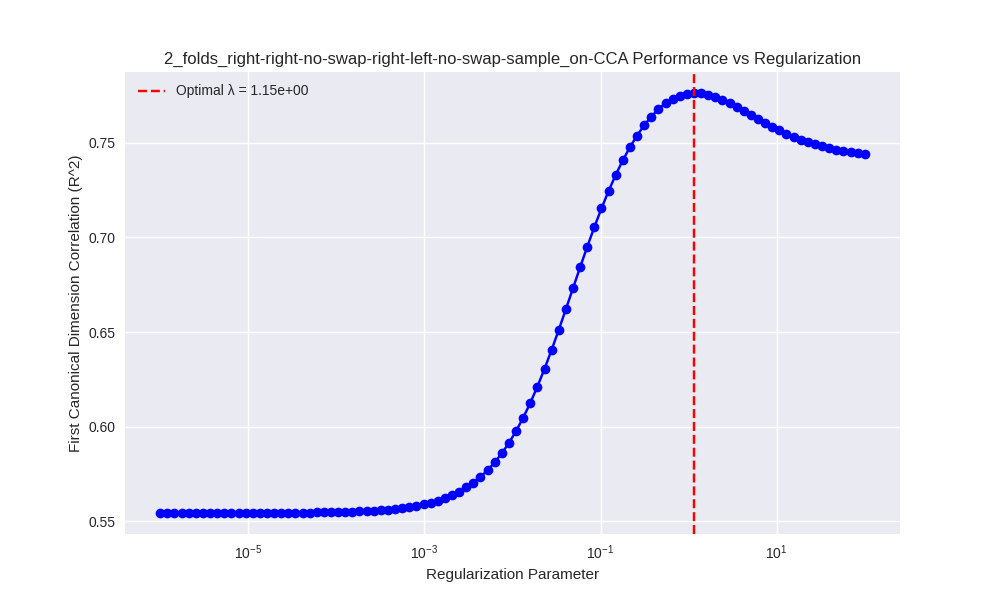 2_folds_right-right-no-swap-right-left-no-swap-sample_on-CCA Performance vs Regularization
Optimal λ = 1.15e+00
First Canonical Dimension Correlation (R^2)
0.75
0.70
0.65
0.60
0.55
10⁻⁵ 10⁻³ 10⁻¹ 10¹
Regularization Parameter